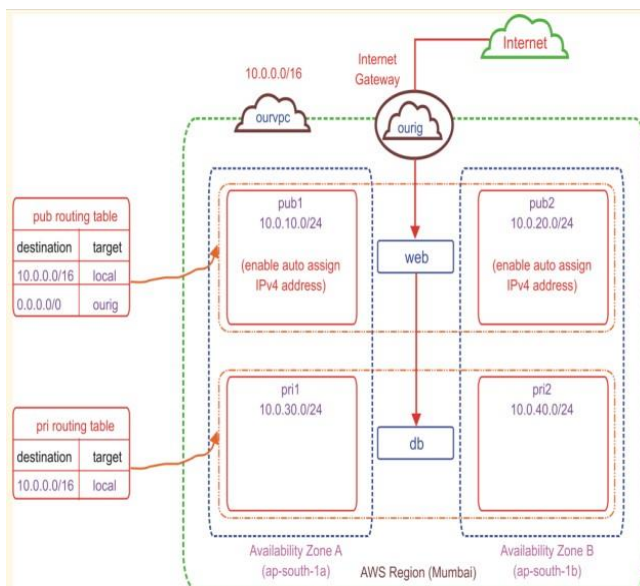 Internet
Internet
Gateway
10.0.0.0/16
ourvpc
ourig
pub routing table
destination target
10.0.0.0/16 local
0.0.0.0/0 ourig
pub1
10.0.10.0/24
(enable auto assign
IPv4 address)
web
pub2
10.0.20.0/24
(enable auto assign
IPv4 address)
pri routing table
destination target
10.0.0.0/16 local
pri1
10.0.30.0/24
db
pri2
10.0.40.0/24
Availability Zone A
(ap-south-1a)
AWS Region (Mumbai)
Availability Zone B
(ap-south-1b)